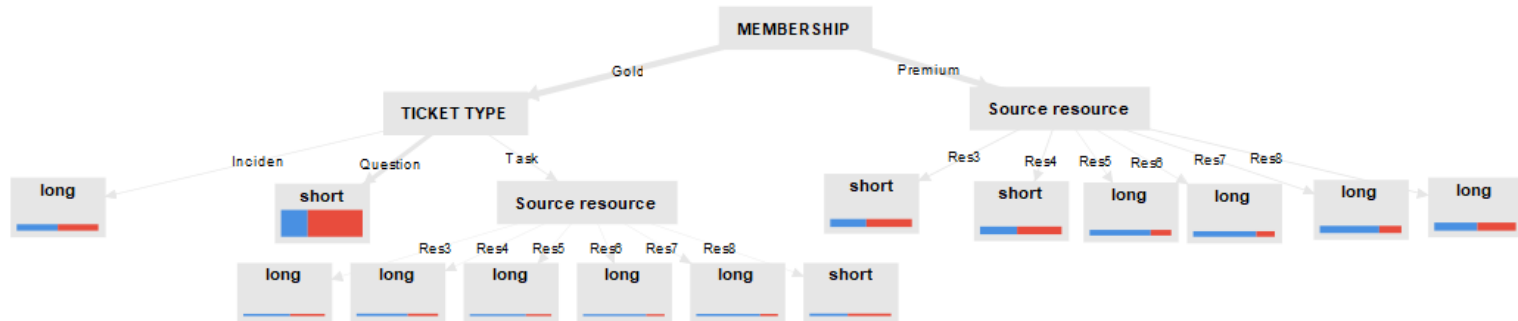 MEMBERSHIP
Gold
Premium
TICKET TYPE
Source resource
Inciden
Question
Task
Res3
Res4
Res5
Res6
Res7
Res8
long
short
Source resource
short
short
long
long
long
long
Res3
Res4
Res5
Res6
Res7
Res8
long
long
long
long
long
short